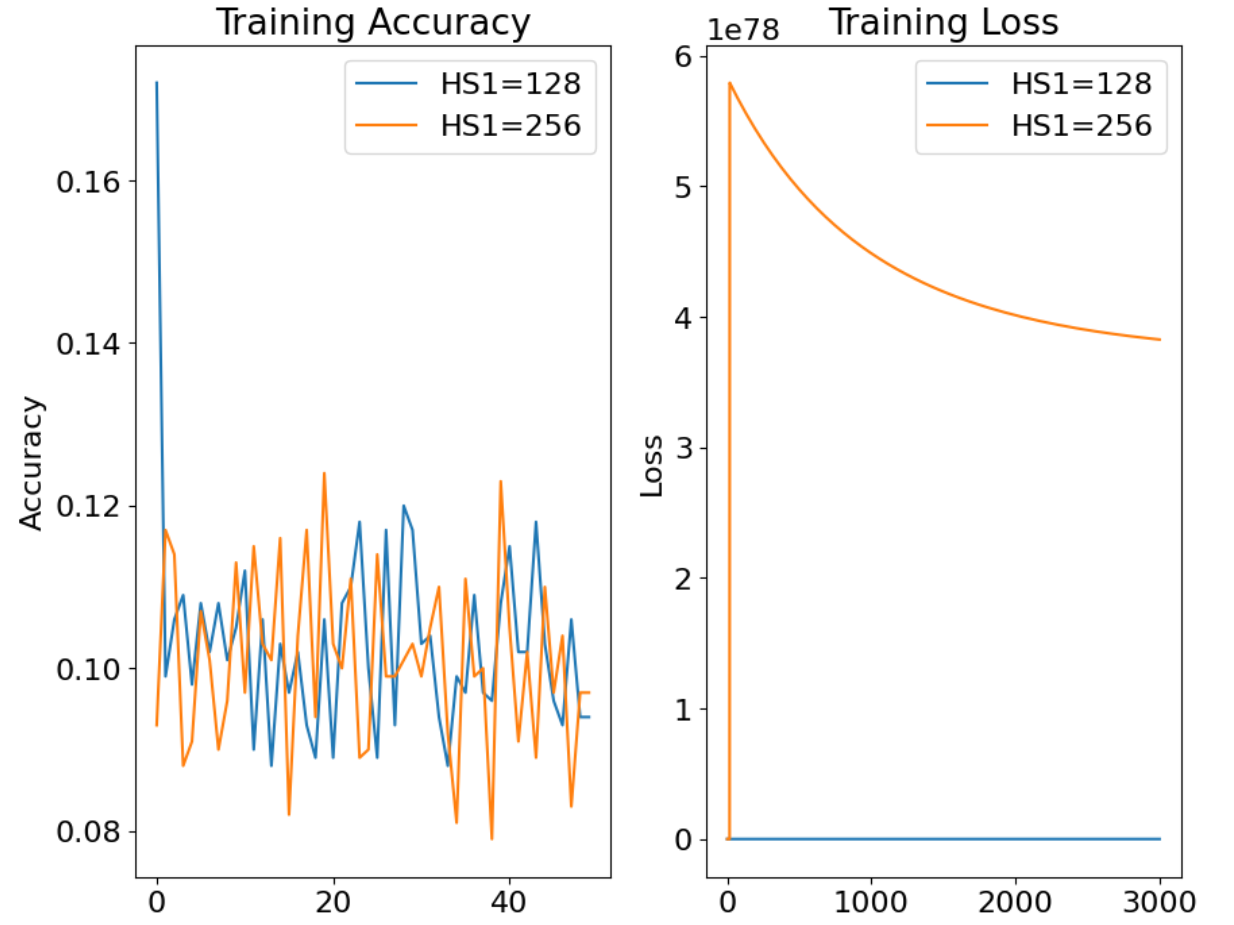 Training Accuracy
HS1=128
HS1=256
0.16
0.14
0.12
0.10
0.08
Accuracy
0 20 40
Training Loss
1e78
HS1=128
HS1=256
6
5
4
3
2
1
0
Loss
0 1000 2000 3000